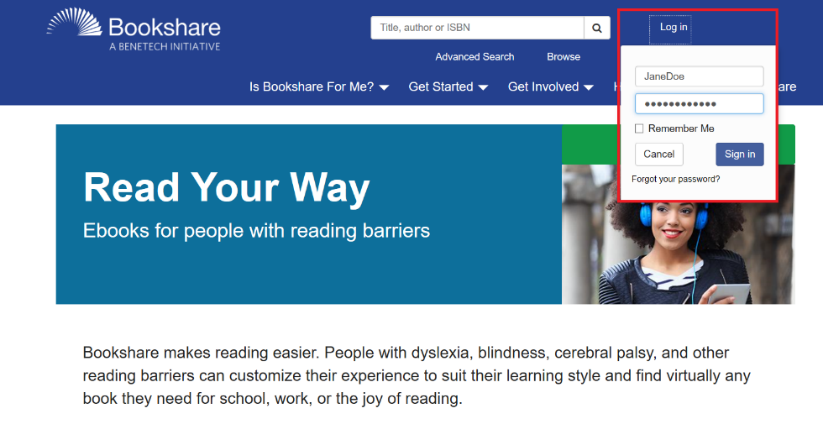 Bookshare
A BENETECH INITIATIVE
Title, author or ISBN
Log in
Advanced Search
Browse
Is Bookshare For Me?
Get Started
Get Involved
JaneDoe
Remember Me
Cancel
Sign in
Forgot your password?
Read Your Way
Ebooks for people with reading barriers
Bookshare makes reading easier. People with dyslexia, blindness, cerebral palsy, and other
reading barriers can customize their experience to suit their learning style and find virtually any
book they need for school, work, or the joy of reading.